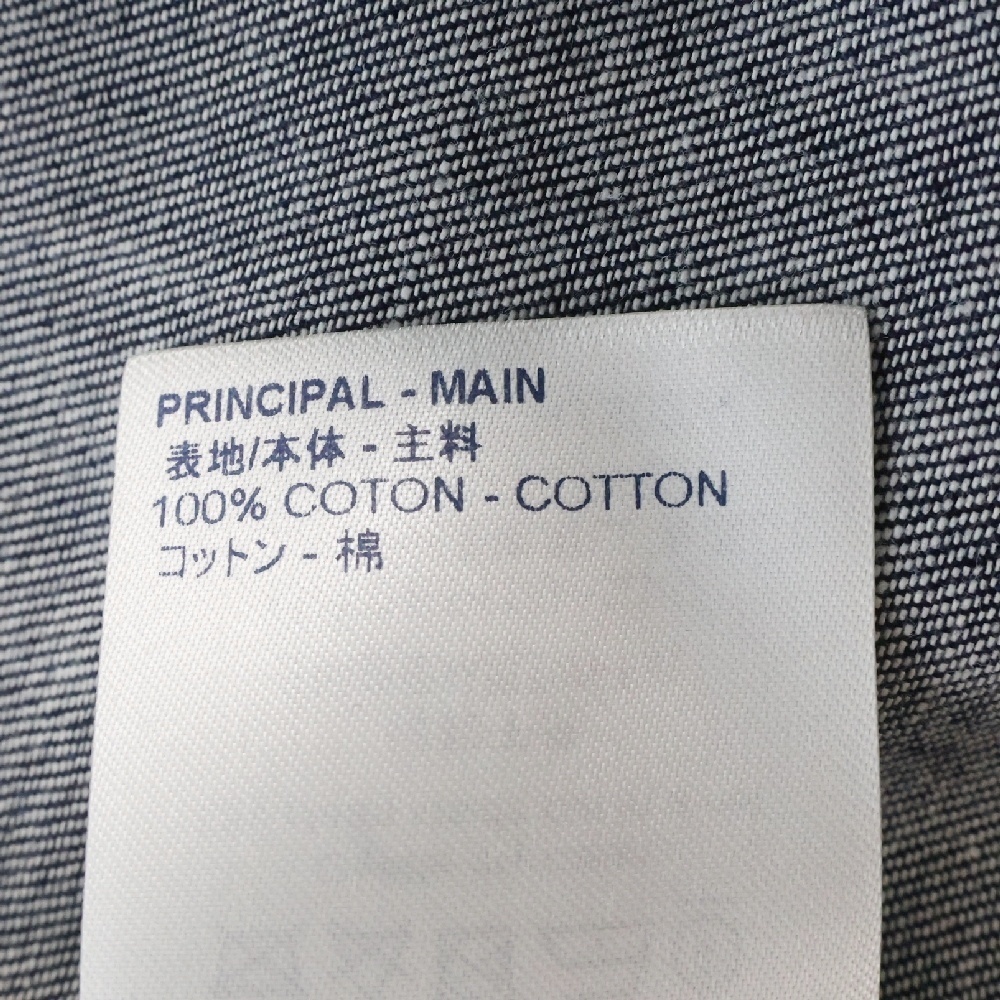 PRINCIPAL - MAIN
表地/本体 - 主料
100% COTON - COTTON
コットン - 棉